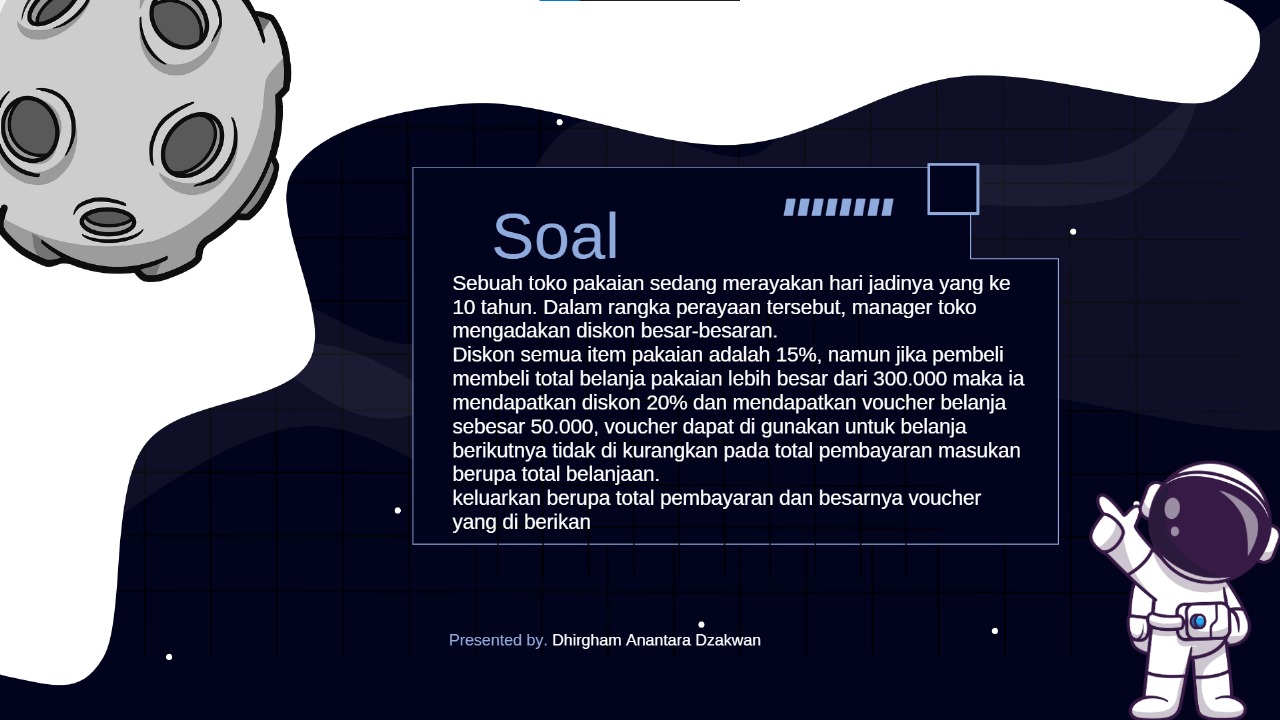 Soal
Sebuah toko pakaian sedang merayakan hari jadinya yang ke
10 tahun. Dalam rangka perayaan tersebut, manager toko
mengadakan diskon besar-besaran.
Diskon semua item pakaian adalah 15%, namun jika pembeli
membeli total belanja pakaian lebih besar dari 300.000 maka ia
mendapatkan diskon 20% dan mendapatkan voucher belanja
sebesar 50.000, voucher dapat di gunakan untuk belanja
berikutnya tidak di kurangkan pada total pembayaran masukan
berupa total belanjaan.
keluarkan berupa total pembayaran dan besarnya voucher
yang di berikan
Presented by. Dhirgham Anantara Dzakwan